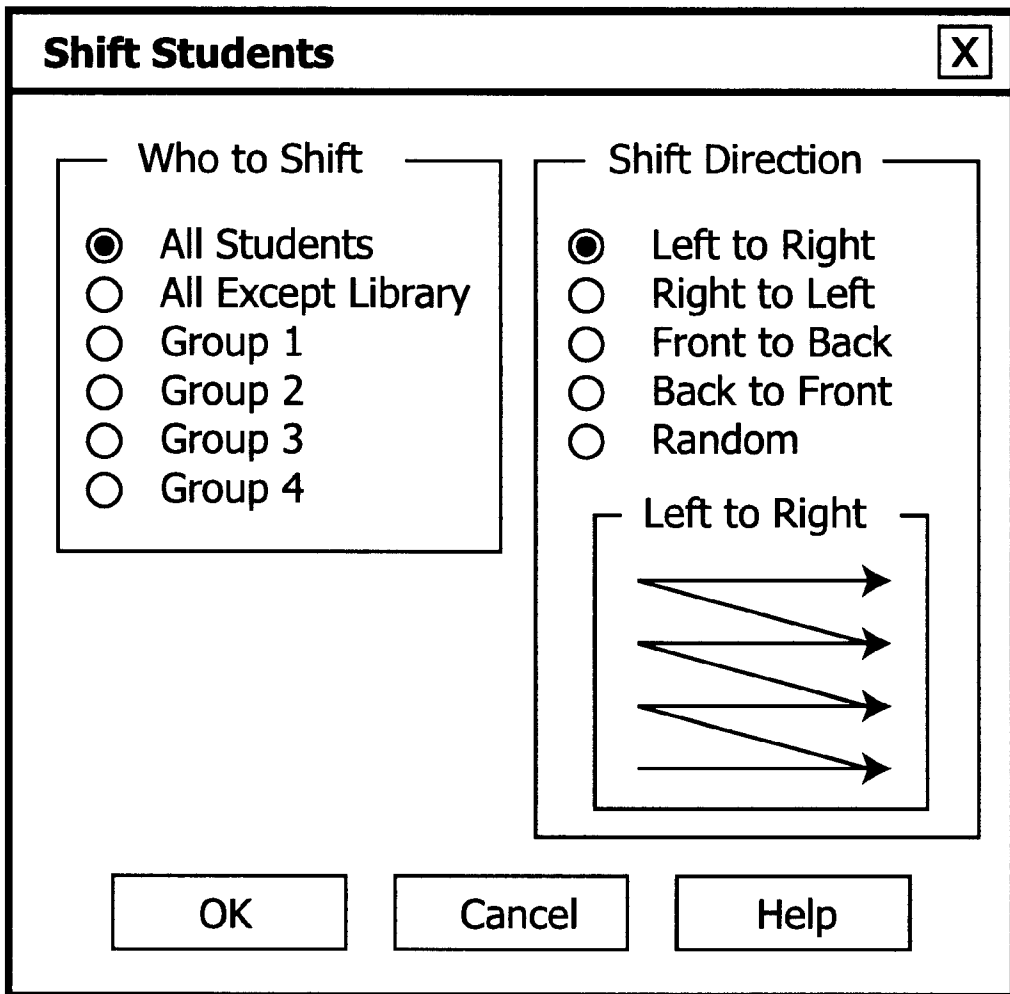 Shift Students X
Who to Shift
All Students
All Except Library
Group 1
Group 2
Group 3
Group 4
Shift Direction
Left to Right
Right to Left
Front to Back
Back to Front
Random
Left to Right
OK Cancel Help